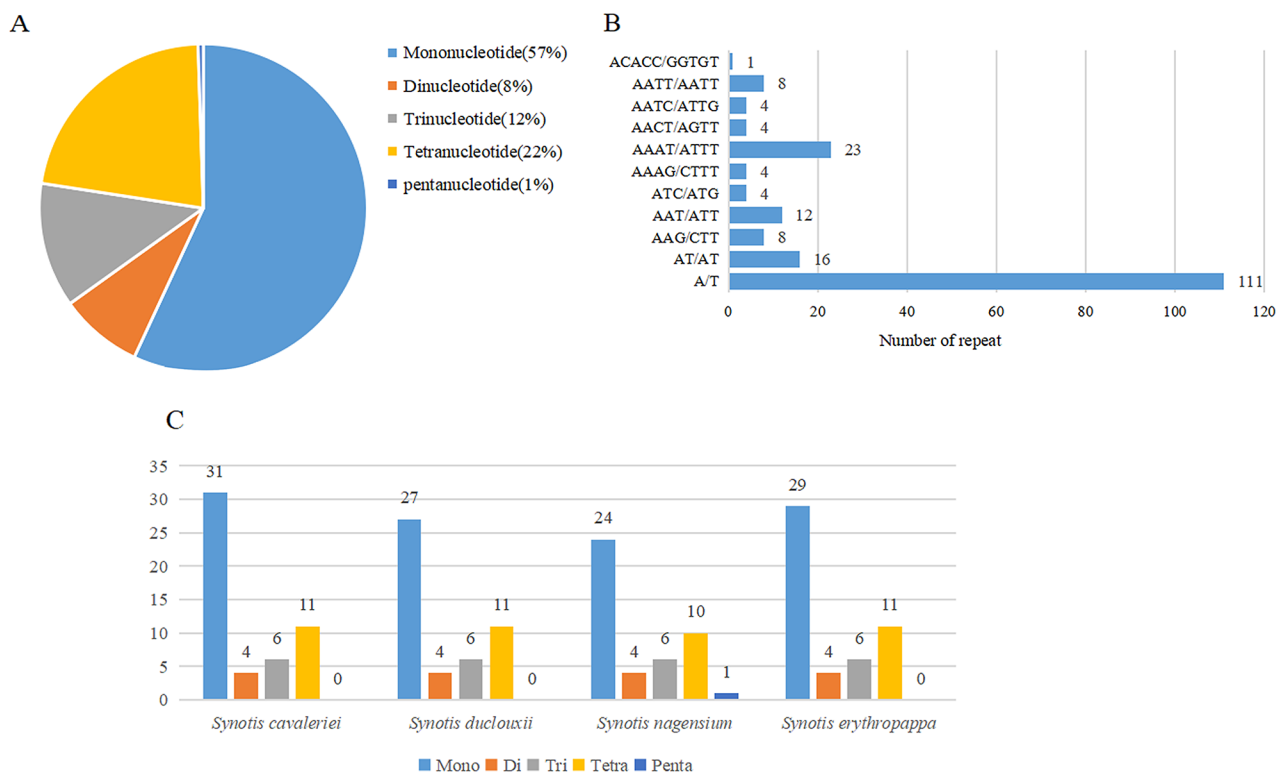 A
Mononucleotide(57%)
Dinucleotide(8%)
Trinucleotide(12%)
Tetranucleotide(22%)
pentanucleotide(1%)
B
ACACC/GGTGT 1
AATT/AATT 8
AATC/ATTG 4
AACT/AGTT 4
AAAT/ATTT 23
AAAG/CTTT 4
ATC/ATG 4
AAT/ATT 12
AAG/CTT 8
AT/AT 16
A/T 111
0 20 40 60 80 100 120
Number of repeat
C
35
30
25
20
15
10
5
0
31 4 6 11 0
27 4 6 11 0
24 4 6 10 1
29 4 6 11 0
Synotis cavaleriei Synotis duclouxii Synotis nagensium Synotis erythropappa
Mono Di Tri Tetra Penta